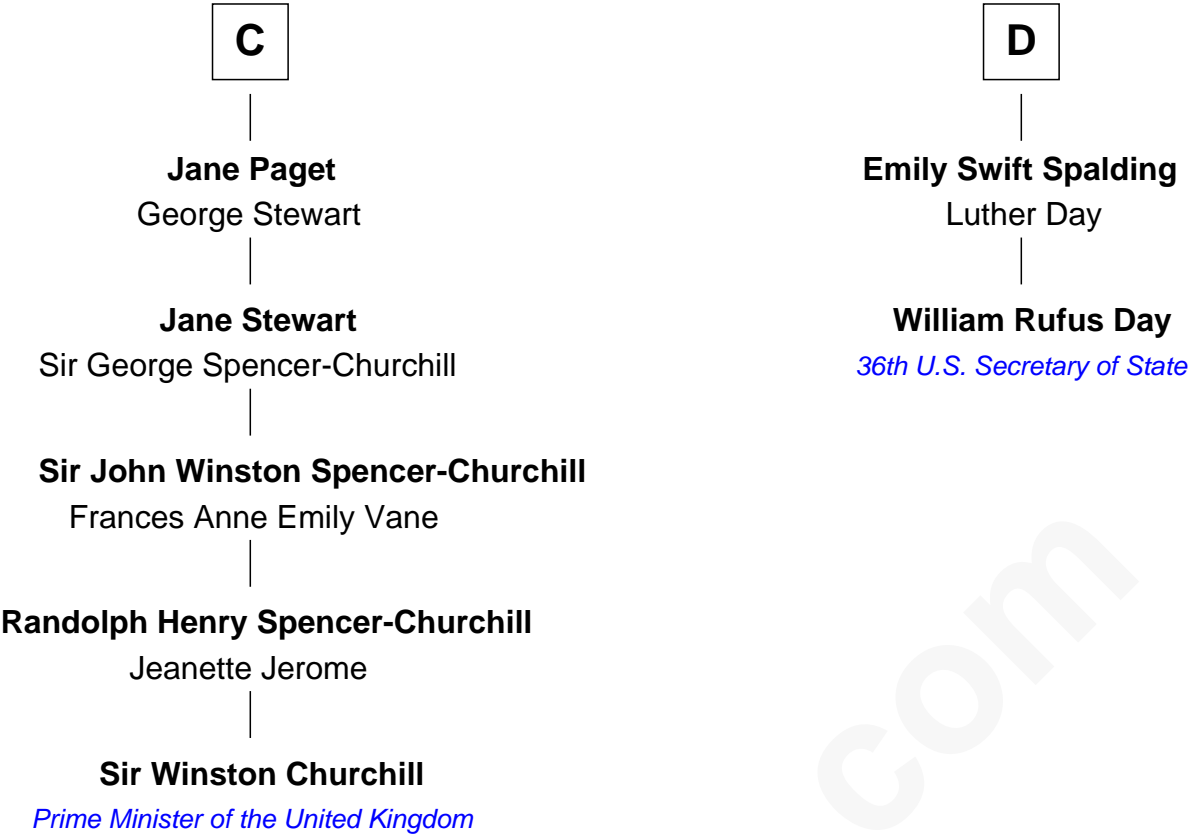 C
Jane Paget
George Stewart
Jane Stewart
Sir George Spencer-Churchill
Sir John Winston Spencer-Churchill
Frances Anne Emily Vane
Randolph Henry Spencer-Churchill
Jeanette Jerome
Sir Winston Churchill
Prime Minister of the United Kingdom
D
Emily Swift Spalding
Luther Day
William Rufus Day
36th U.S. Secretary of State
com